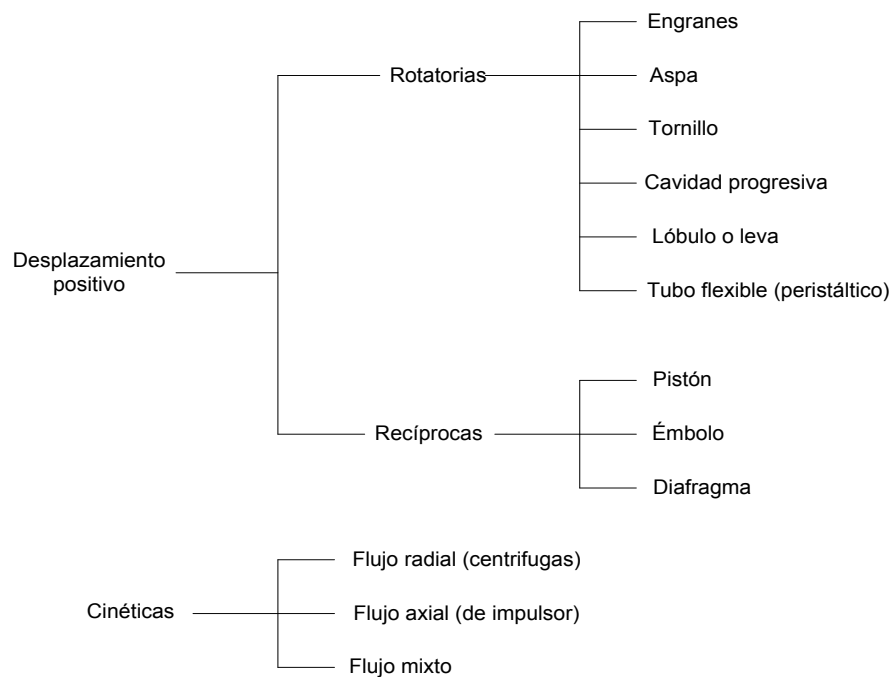 Engranes
Rotatorias
Aspa
Tornillo
Cavidad progresiva
Lóbulo o leva
Desplazamiento
positivo
Tubo flexible (peristáltico)
Pistón
Recíprocas
Émbolo
Diafragma
Flujo radial (centrifugas)
Cinéticas
Flujo axial (de impulsor)
Flujo mixto